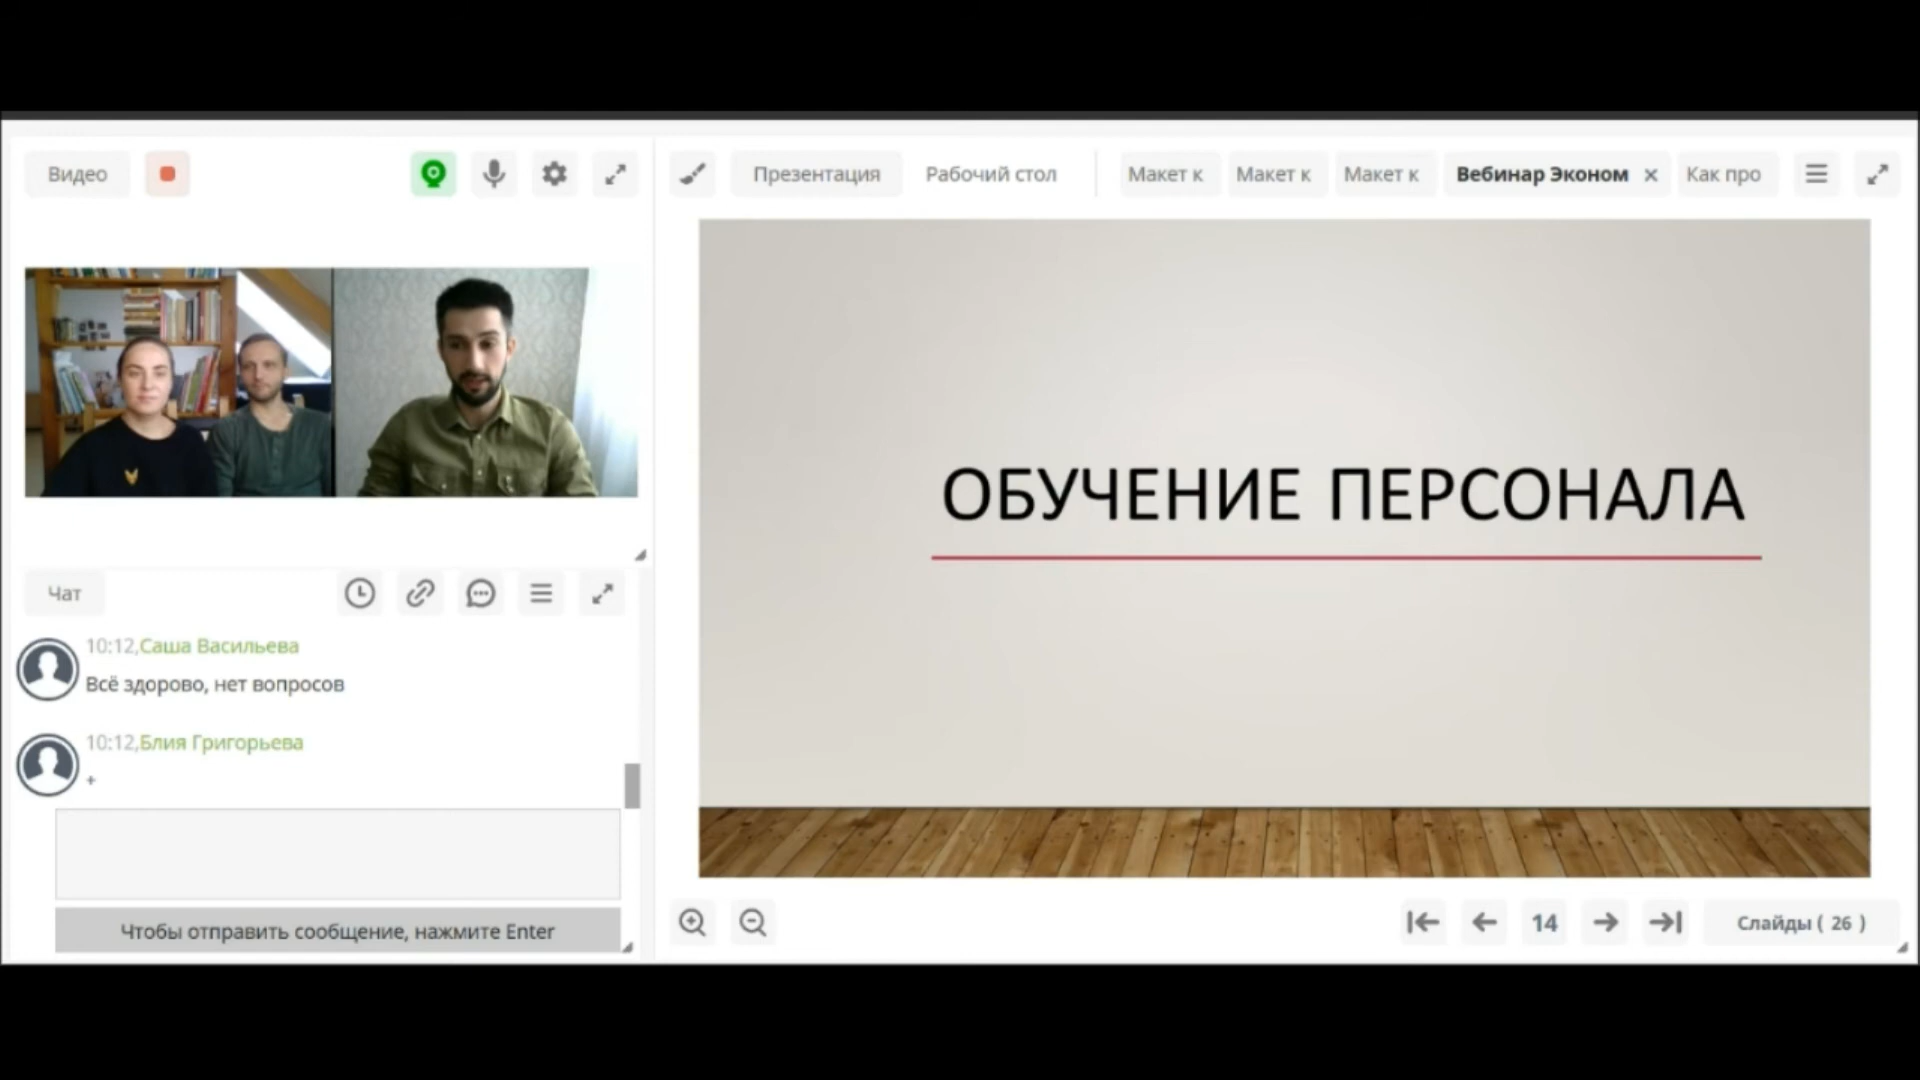 Видео
Презентация
Рабочий стол
Макет к
Макет к
Макет к
Вебинар Эконом
Как про
ОБУЧЕНИЕ ПЕРСОНАЛА
Чат
10:12,Саша Васильева
Всё здорово, нет вопросов
10:12,Блия Григорьева
+
Чтобы отправить сообщение, нажмите Enter
14
Слайды ( 26 )